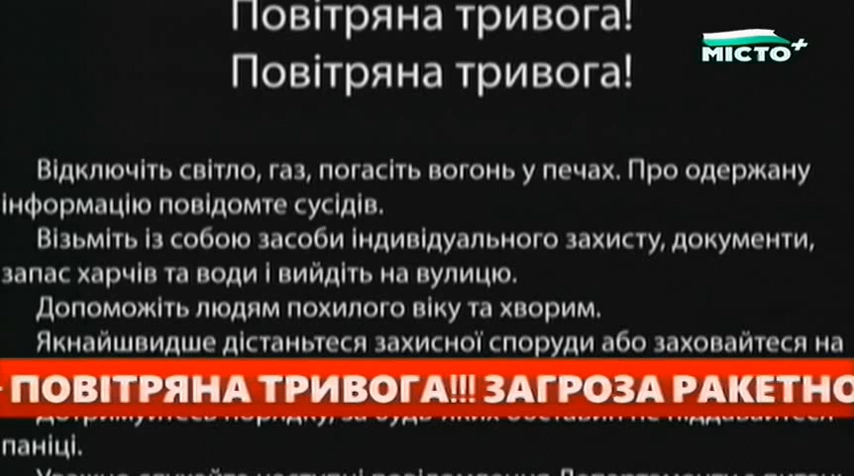 Повітряна тривога!
МІСТО+
Повітряна тривога!
Відключіть світло, газ, погасіть вогонь у печах. Про одержану
інформацію повідомте сусідів.
Візьміть із собою засоби індивідуального захисту, документи,
запас харчів та води і вийдіть на вулицю.
Допоможіть людям похилого віку та хворим.
Якнайшвидше дістаньтеся захисної споруди або заховайтеся на
ПОВІТРЯНА ТРИВОГА!!! ЗАГРОЗА РАКЕТНО
паніці.